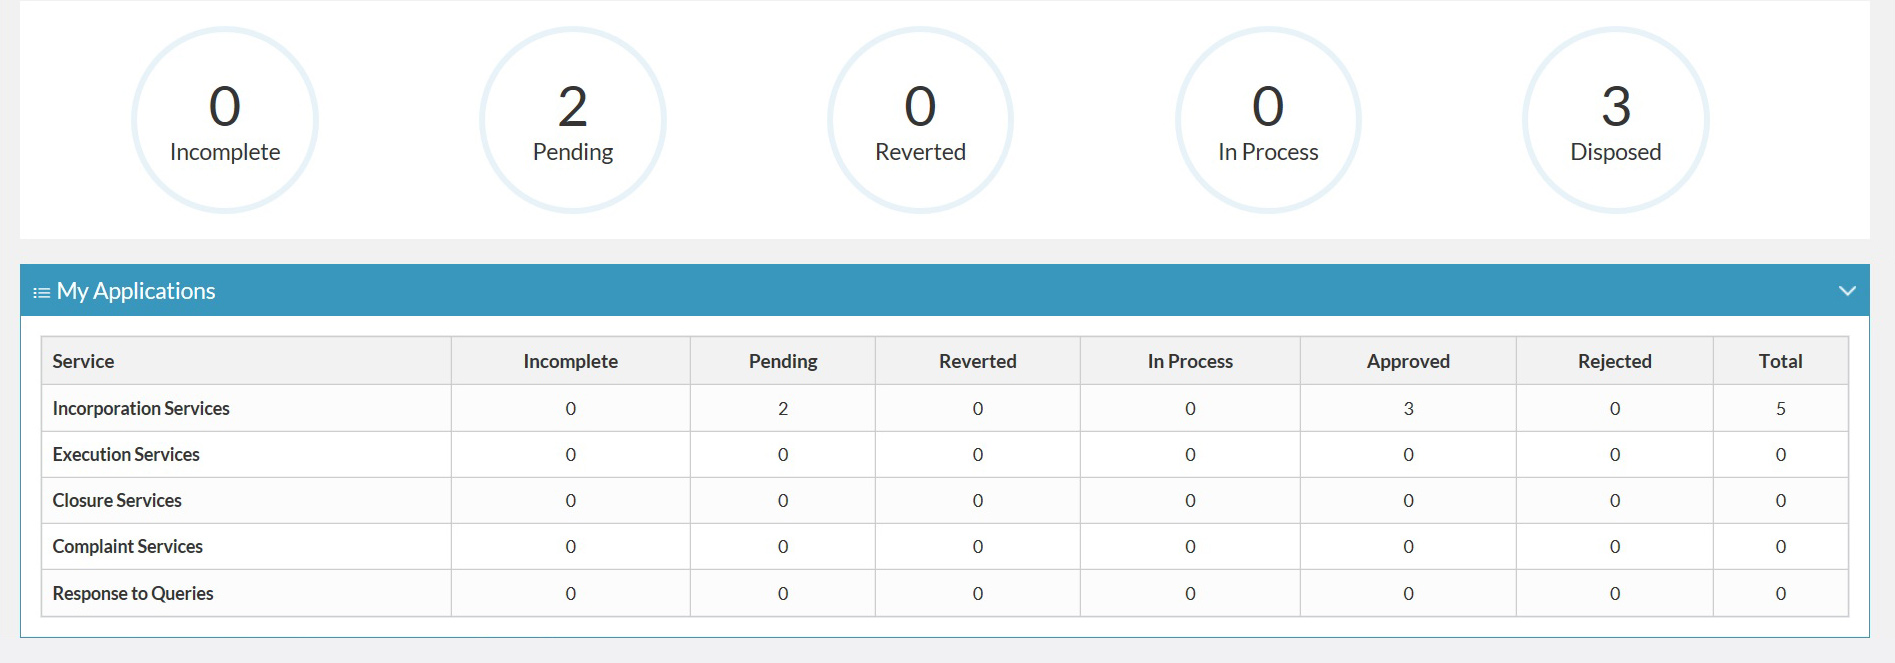 0 2 0 0 3
Incomplete Pending Reverted In Process Disposed
My Applications
Service Incomplete Pending Reverted In Process Approved Rejected Total
Incorporation Services 0 2 0 0 3 0 5
Execution Services 0 0 0 0 0 0 0
Closure Services 0 0 0 0 0 0 0
Complaint Services 0 0 0 0 0 0 0
Response to Queries 0 0 0 0 0 0 0